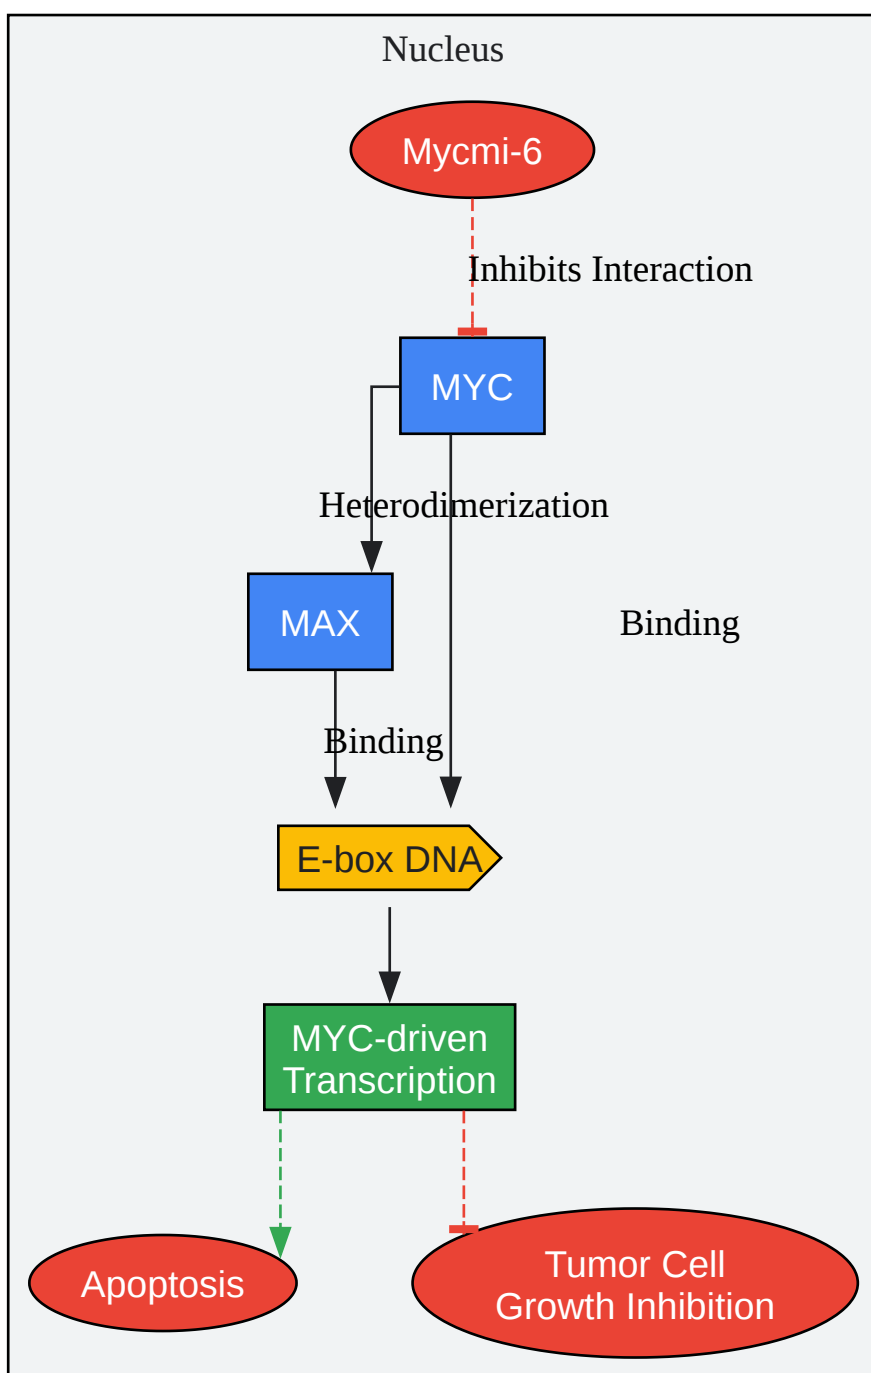 Nucleus
Mycmi-6
Inhibits Interaction
MYC
Heterodimerization
MAX
Binding
Binding
E-box DNA
MYC-driven
Transcription
Apoptosis
Tumor Cell
Growth Inhibition